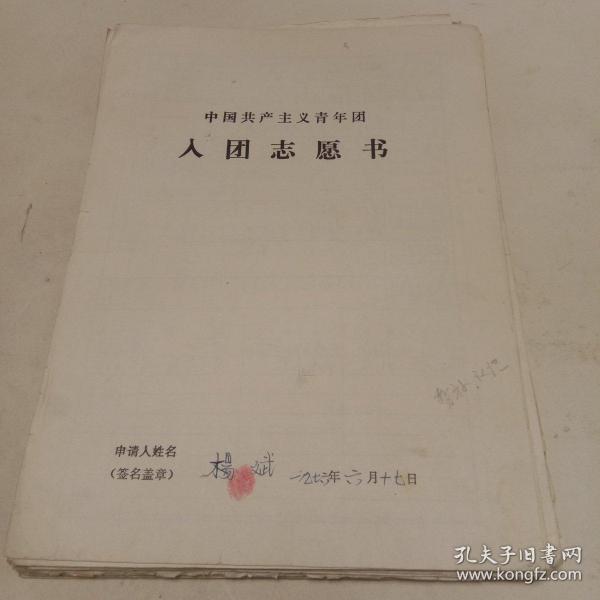 中国共产主义青年团
入团志愿书
申请人姓名
(签名盖章) 楊斌 一九七六年六月十七日
孔夫子旧书网
www.kongfz.com